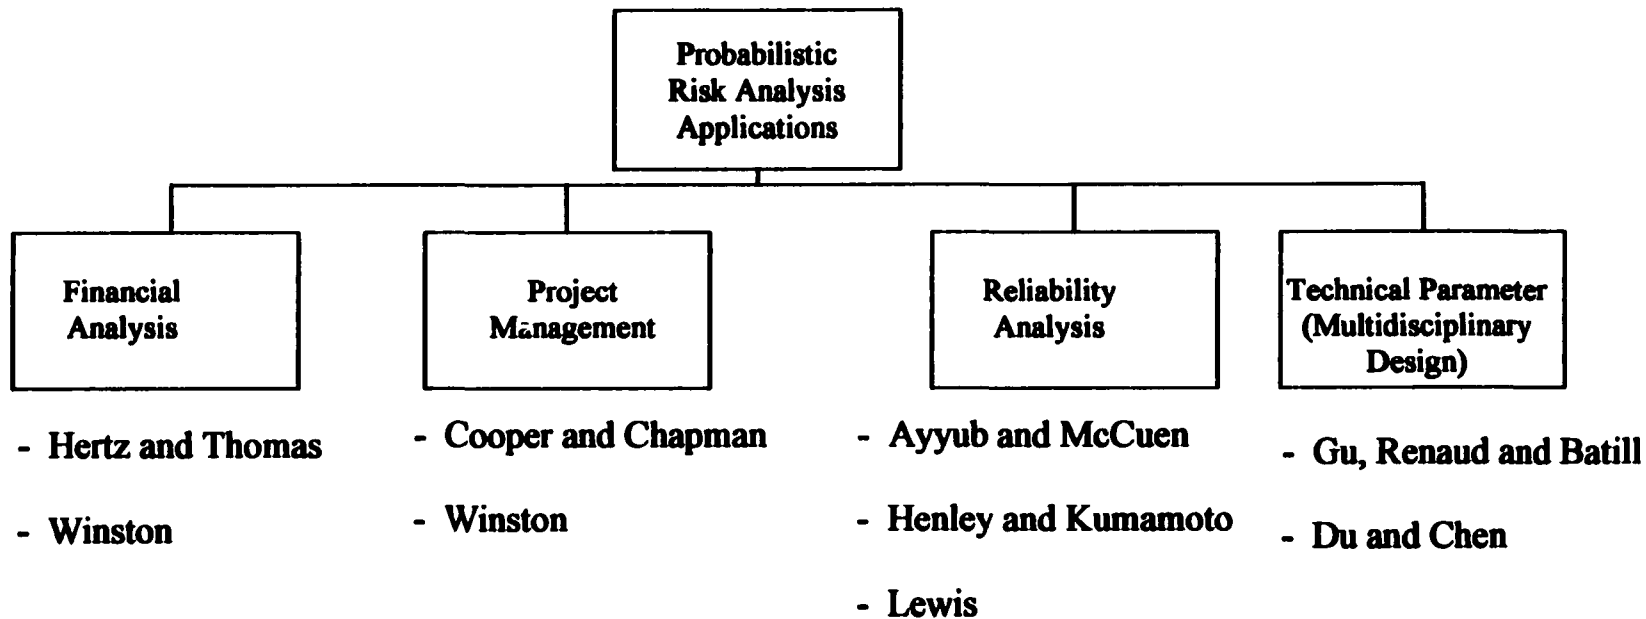 Probabilistic
Risk Analysis
Applications
Financial
Analysis
Project
Management
Reliability
Analysis
Technical Parameter
(Multidisciplinary
Design)
- Hertz and Thomas
- Winston
- Cooper and Chapman
- Winston
- Ayyub and McCuen
- Henley and Kumamoto
- Lewis
- Gu, Renaud and Batill
- Du and Chen